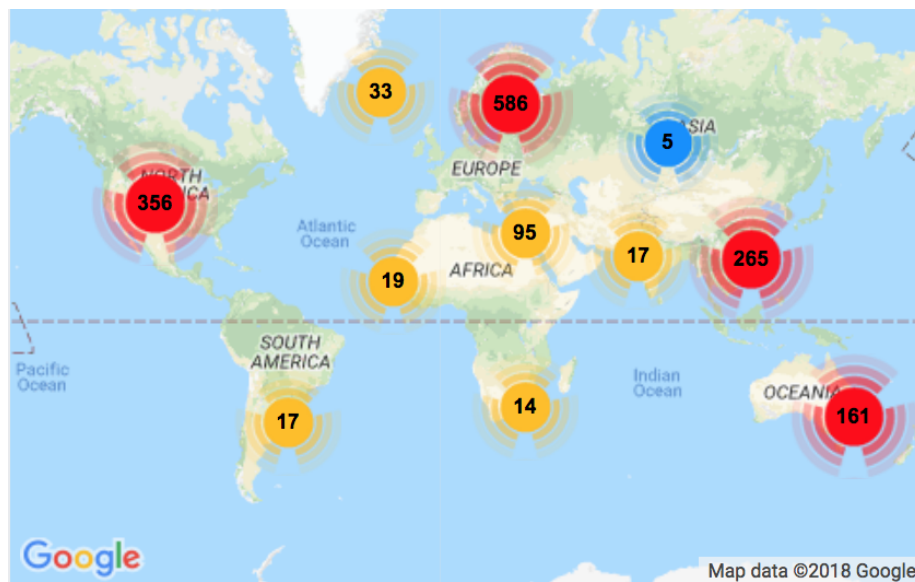 33
586
5
ASIA
EUROPE
NORTH
AMERICA
356
Atlantic
Ocean
95
17
265
AFRICA
19
SOUTH
AMERICA
Pacific
Ocean
Indian
Ocean
OCEANIA
17
14
161
Google
Map data ©2018 Google